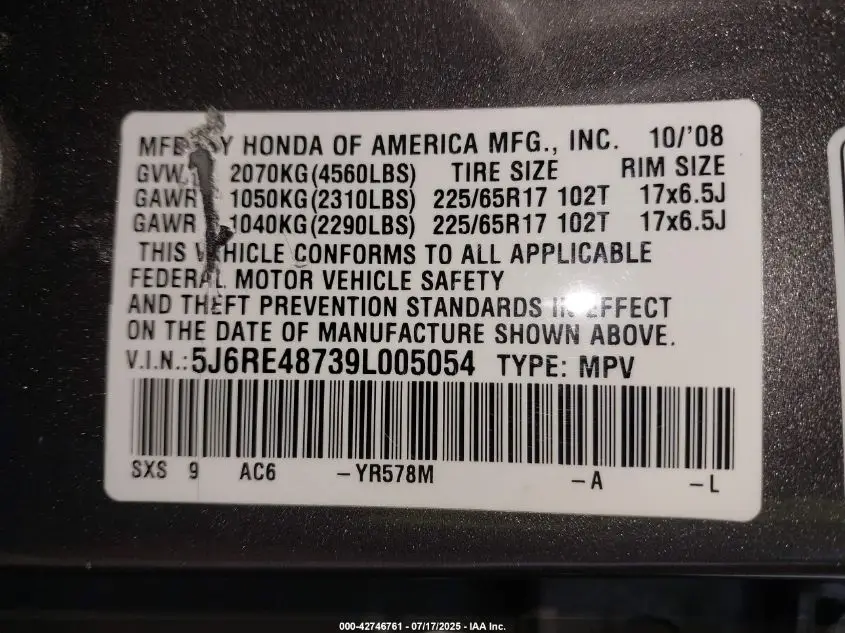 MFD BY HONDA OF AMERICA MFG., INC. 10/'08
GVW 2070KG(4560LBS) TIRE SIZE RIM SIZE
GAWR 1050KG(2310LBS) 225/65R17 102T 17x6.5J
GAWR 1040KG(2290LBS) 225/65R17 102T 17x6.5J
THIS VEHICLE CONFORMS TO ALL APPLICABLE
FEDERAL MOTOR VEHICLE SAFETY
AND THEFT PREVENTION STANDARDS IN EFFECT
ON THE DATE OF MANUFACTURE SHOWN ABOVE.
V.I.N.:5J6RE48739L005054 TYPE: MPV
SXS 9 AC6 -YR578M -A -L
000-42746761 - 07/17/2025 - IAA Inc.